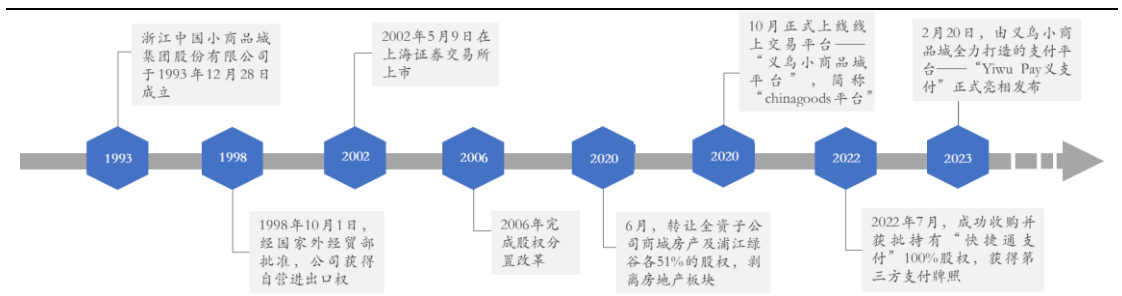 浙江中国小商品城
集团股份有限公司
于1993年12月28日
成立
2002年5月9日在
上海证券交易所
上市
10月正式上线线
上交易平台——
“义乌小商品城
平台”，简称
“chinagoods平台”
2月20日，由义乌小商
品城全力打造的支付平
台——“Yiwu Pay义支
付”正式亮相发布
1993
1998
2002
2006
2020
2020
2022
2023
1998年10月1日，
经国家外经贸部
批准，公司获得
自营进出口权
2006年完
成股权分
置改革
6月，转让全资子公
司商城房产及浦江绿
谷各51%的股权，剥
离房地产板块
2022年7月，成功收购并
获批持有“快捷通支
付”100%股权，获得第
三方支付牌照